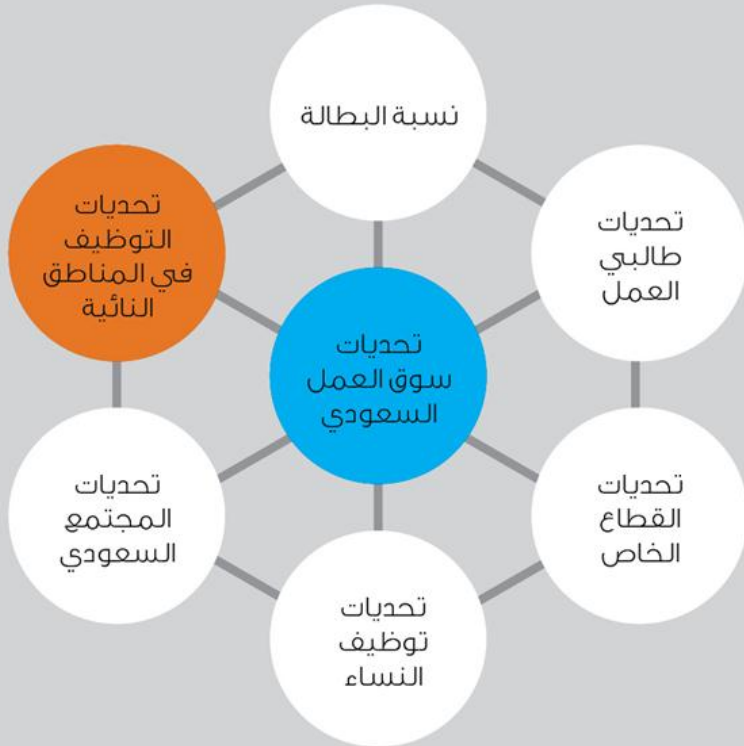 نسبة البطالة
تحديات
طالبي
العمل
تحديات
التوظيف
في المناطق
النائية
تحديات
سوق العمل
السعودي
تحديات
القطاع
الخاص
تحديات
المجتمع
السعودي
تحديات
توظيف
النساء